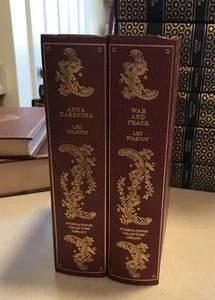 ANNA
KARENINA
LEO
TOLSTOY
INTERNATIONAL
COLLECTORS
LIBRARY
WAR AND
PEACE
LEO
TOLSTOY
INTERNATIONAL
COLLECTORS
LIBRARY